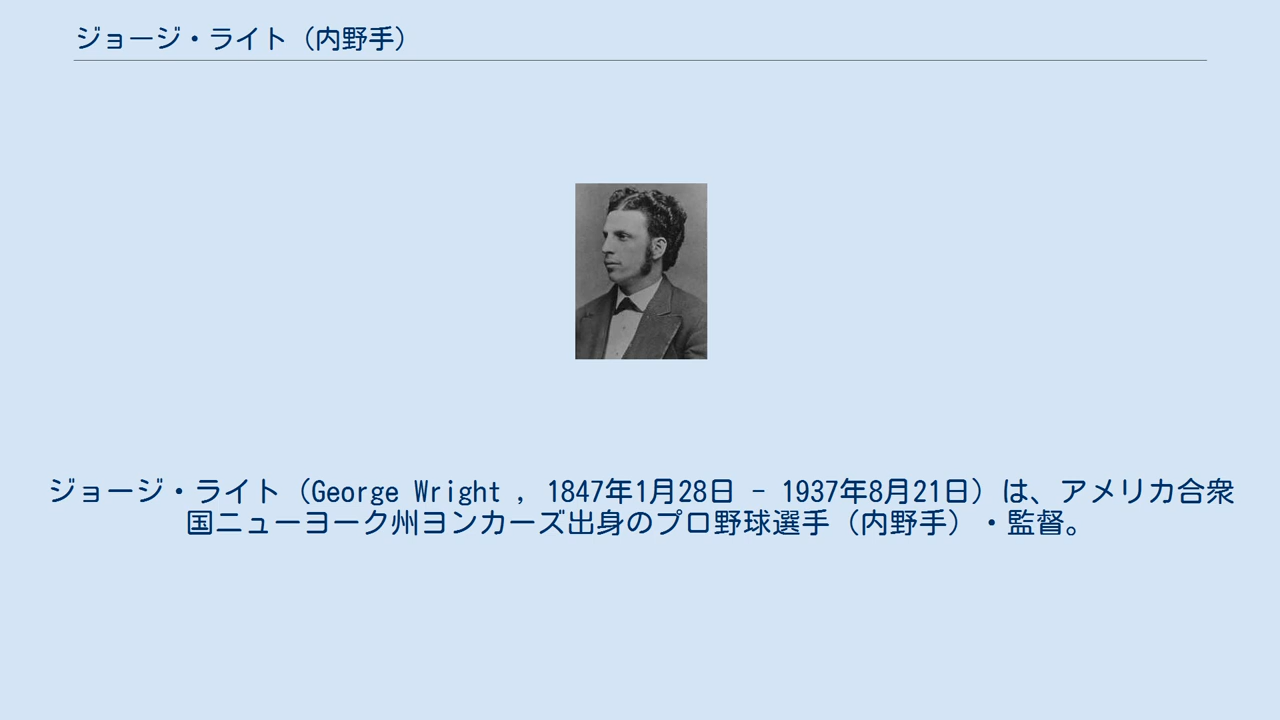 ジョージ・ライト（内野手）
ジョージ・ライト（George Wright , 1847年1月28日 - 1937年8月21日）は、アメリカ合衆
国ニューヨーク州ヨンカーズ出身のプロ野球選手（内野手）・監督。